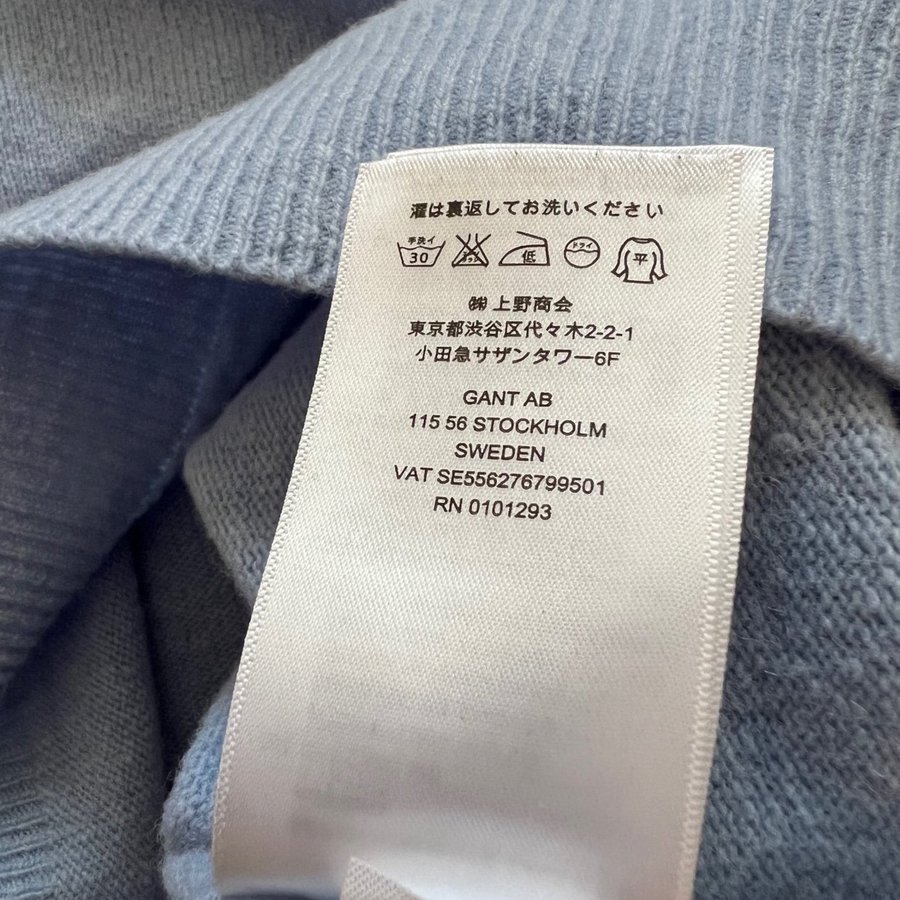 濯は裏返してお洗いください
手洗イ 30 低 ドライ 平
㈱上野商会
東京都渋谷区代々木2-2-1
小田急サザンタワー6F
GANT AB
115 56 STOCKHOLM
SWEDEN
VAT SE556276799501
RN 0101293